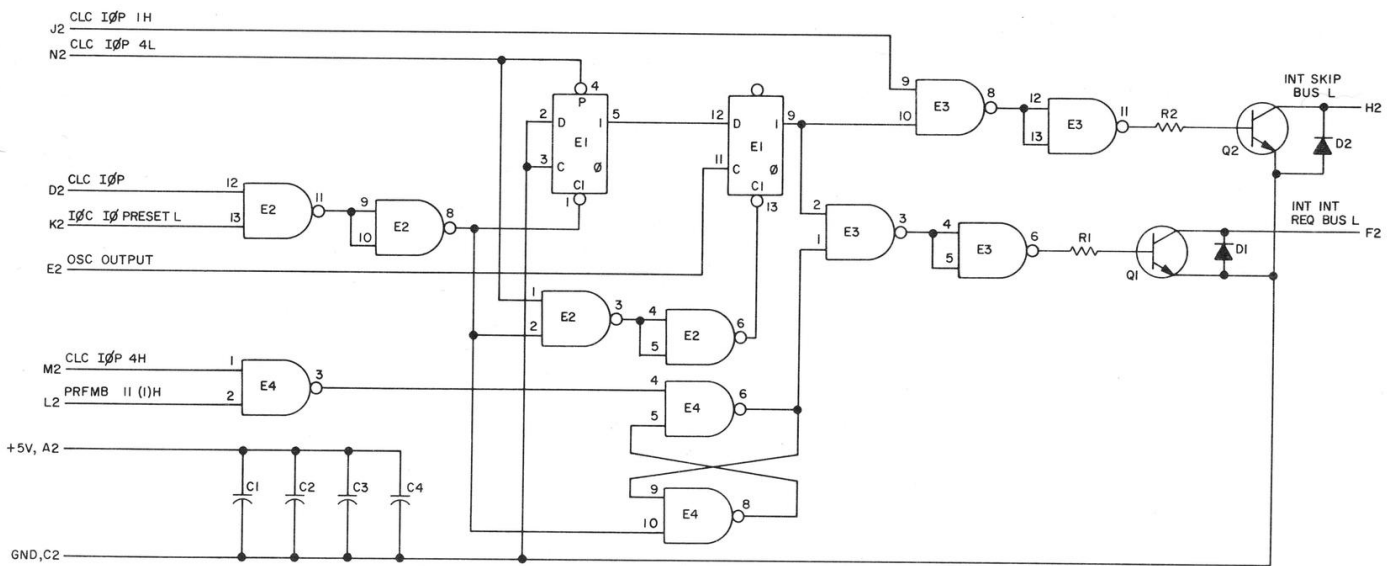 CLC IØP 1H
J2
CLC IØP 4L
N2
4
P
2 D 1 5
E1
3 C Ø
C1
1
12 D 1 9
E1
11 C Ø
C1
13
9
10
E3
8
12
13
E3
11
R2
Q2
INT SKIP
BUS L
H2
D2
D2
CLC IØP
12
K2
IØC IØ PRESET L
13
E2
11
9
10
E2
8
E2
OSC OUTPUT
2
1
E3
3
4
5
E3
6
R1
Q1
INT INT
REQ BUS L
F2
D1
1
2
E2
3
4
5
E2
6
M2
CLC IØP 4H
1
L2
PRFMB 11 (1)H
2
E4
3
4
5
E4
6
9
10
E4
8
+5V, A2
C1
C2
C3
C4
GND, C2